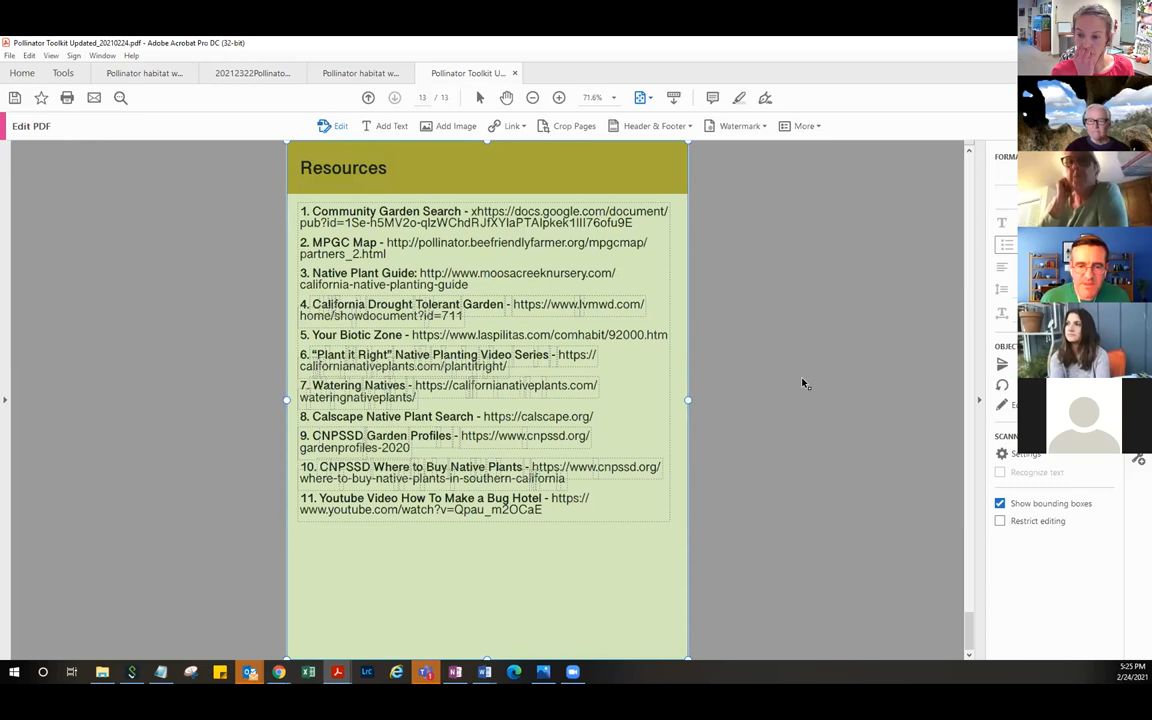 Pollinator Toolkit Updated_20210224.pdf - Adobe Acrobat Pro DC (32-bit)
File Edit View Sign Window Help
Home Tools Pollinator habitat w... 20212322Pollinato... Pollinator habitat w... Pollinator Toolkit U... ×
13 / 13 71.6%
Edit PDF Edit Add Text Add Image Link Crop Pages Header & Footer Watermark More
Resources
1. Community Garden Search - xhttps://docs.google.com/document/
2. MPGC Map - http://pollinator.beefriendlyfarmer.org/mpgcmap/
partners_2.html
3. Native Plant Guide: http://www.moosacreeknursery.com/
california-native-planting-guide
4. California Drought Tolerant Garden - https://www.lvmwd.com/
home/showdocument?id=711
5. Your Biotic Zone - https://www.laspilitas.com/comhabit/92000.htm
6. “Plant it Right” Native Planting Video Series - https://
californianativeplants.com/plantitright/
7. Watering Natives - https://californianativeplants.com/
wateringnativeplants/
8. Calscape Native Plant Search - https://calscape.org/
9. CNPSSD Garden Profiles - https://www.cnpssd.org/
gardenprofiles-2020
10. CNPSSD Where to Buy Native Plants - https://www.cnpssd.org/
where-to-buy-native-plants-in-southern-california
11. Youtube Video How To Make a Bug Hotel - https://
www.youtube.com/watch?v=Qpau_m2OCaE
FORMA
OBJEC
SCANN
Settings
Recognize text
Show bounding boxes
Restrict editing
5:25 PM
2/24/2021